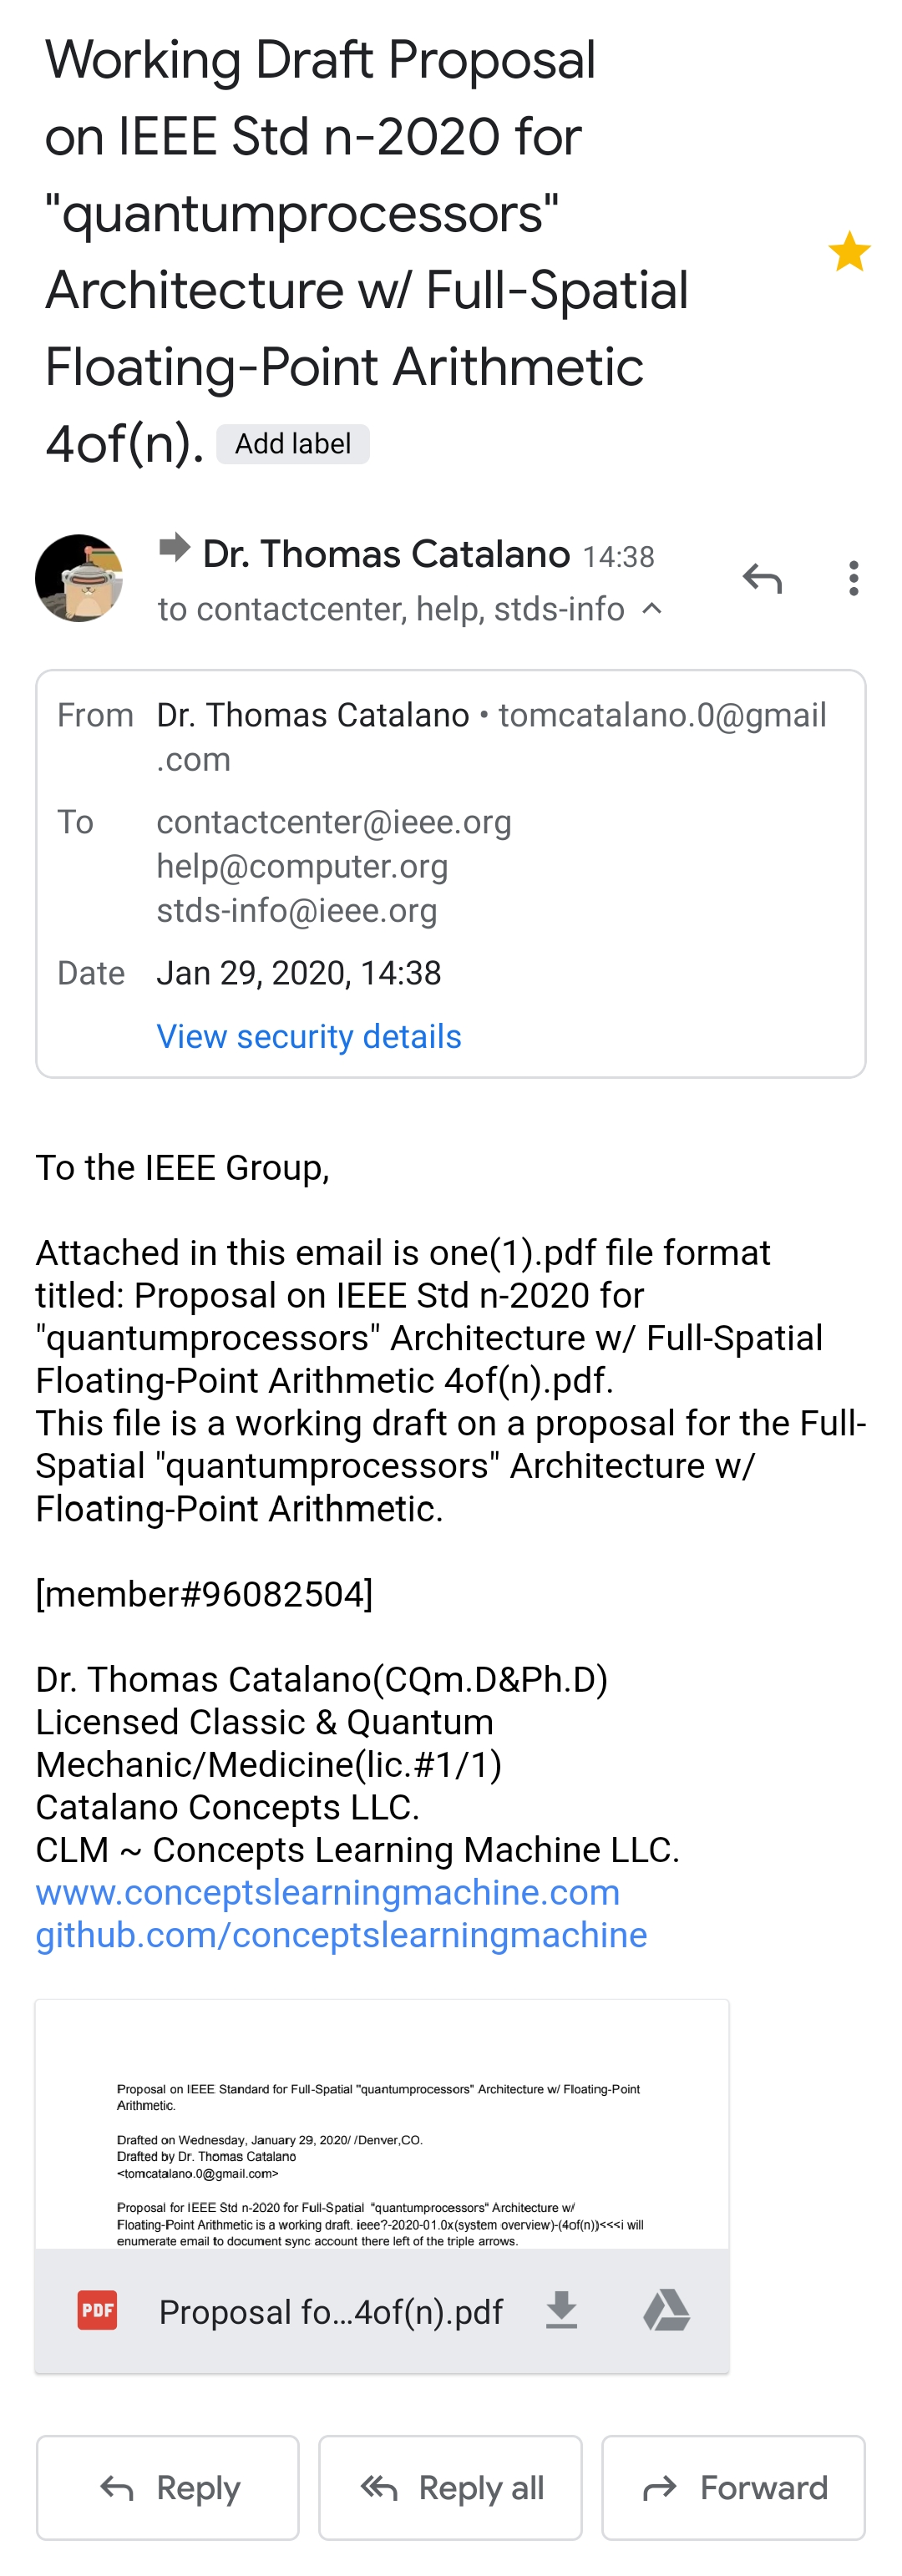 Working Draft Proposal
on IEEE Std n-2020 for
"quantumprocessors"
Architecture w/ Full-Spatial
Floating-Point Arithmetic
4of(n). Add label
Dr. Thomas Catalano 14:38
to contactcenter, help, stds-info
From Dr. Thomas Catalano • tomcatalano.0@gmail
.com
To contactcenter@ieee.org
help@computer.org
stds-info@ieee.org
Date Jan 29, 2020, 14:38
View security details
To the IEEE Group,
Attached in this email is one(1).pdf file format
titled: Proposal on IEEE Std n-2020 for
"quantumprocessors" Architecture w/ Full-Spatial
Floating-Point Arithmetic 4of(n).pdf.
This file is a working draft on a proposal for the Full-
Spatial "quantumprocessors" Architecture w/
Floating-Point Arithmetic.
[member#96082504]
Dr. Thomas Catalano(CQm.D&Ph.D)
Licensed Classic & Quantum
Mechanic/Medicine(lic.#1/1)
Catalano Concepts LLC.
CLM ~ Concepts Learning Machine LLC.
www.conceptslearningmachine.com
github.com/conceptslearningmachine
Proposal on IEEE Standard for Full-Spatial "quantumprocessors" Architecture w/ Floating-Point
Arithmetic.
Drafted on Wednesday, January 29, 2020/ /Denver,CO.
Drafted by Dr. Thomas Catalano
<tomcatalano.0@gmail.com>
Proposal for IEEE Std n-2020 for Full-Spatial "quantumprocessors" Architecture w/
Floating-Point Arithmetic is a working draft. ieee?-2020-01.0x(system overview)-(4of(n))<<<i will
enumerate email to document sync account there left of the triple arrows.
PDF Proposal fo...4of(n).pdf
Reply Reply all Forward